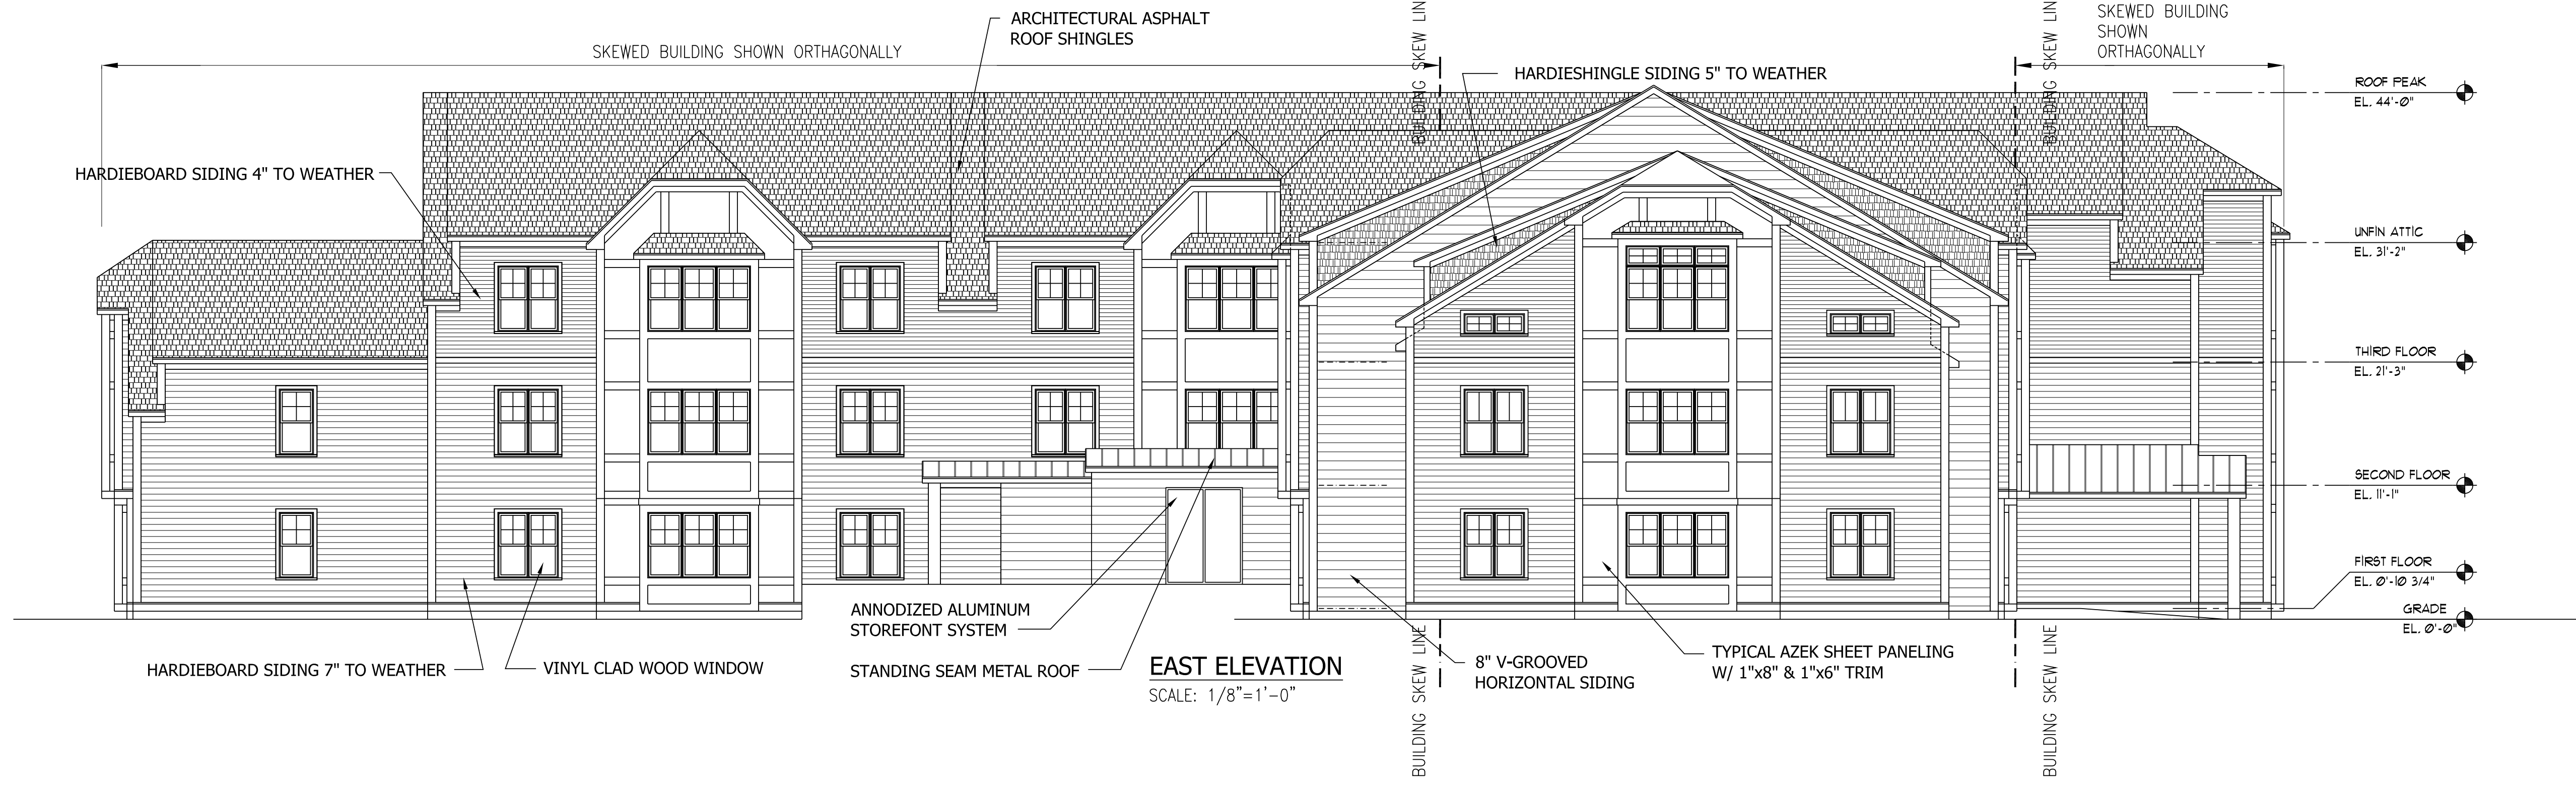 ARCHITECTURAL ASPHALT
ROOF SHINGLES
SKEWED BUILDING SHOWN ORTHAGONALLY
BUILDING SKEW LIN
HARDIESHINGLE SIDING 5" TO WEATHER
BUILDING SKEW LIN
SKEWED BUILDING
SHOWN
ORTHAGONALLY
ROOF PEAK
EL. 44'-0"
HARDIEBOARD SIDING 4" TO WEATHER
UNFIN ATTIC
EL. 31'-2"
THIRD FLOOR
EL. 21'-3"
SECOND FLOOR
EL. 11'-1"
FIRST FLOOR
EL. 0'-10 3/4"
GRADE
EL. 0'-0"
ANNODIZED ALUMINUM
STOREFONT SYSTEM
STANDING SEAM METAL ROOF
HARDIEBOARD SIDING 7" TO WEATHER
VINYL CLAD WOOD WINDOW
EAST ELEVATION
SCALE: 1/8"=1'-0"
BUILDING SKEW LINE
8" V-GROOVED
HORIZONTAL SIDING
TYPICAL AZEK SHEET PANELING
W/ 1"x8" & 1"x6" TRIM
BUILDING SKEW LINE